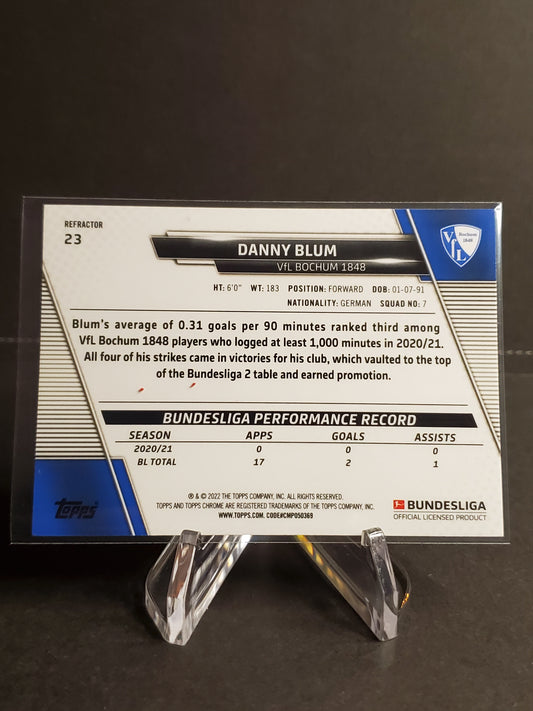 REFRACTOR
23
DANNY BLUM
VfL BOCHUM 1848
VfL Bochum 1848
HT: 6'0" WT: 183 POSITION: FORWARD DOB: 01-07-91
NATIONALITY: GERMAN SQUAD NO: 7
Blum's average of 0.31 goals per 90 minutes ranked third among
VfL Bochum 1848 players who logged at least 1,000 minutes in 2020/21.
All four of his strikes came in victories for his club, which vaulted to the top
of the Bundesliga 2 table and earned promotion.
BUNDESLIGA PERFORMANCE RECORD
SEASON APPS GOALS ASSISTS
2020/21 0 0 0
BL TOTAL 17 2 1
Topps
® & © 2022 THE TOPPS COMPANY, INC. ALL RIGHTS RESERVED.
TOPPS AND TOPPS CHROME ARE REGISTERED TRADEMARKS OF THE TOPPS COMPANY, INC.
WWW.TOPPS.COM. CODE#CMP050369
BUNDESLIGA
OFFICIAL LICENSED PRODUCT